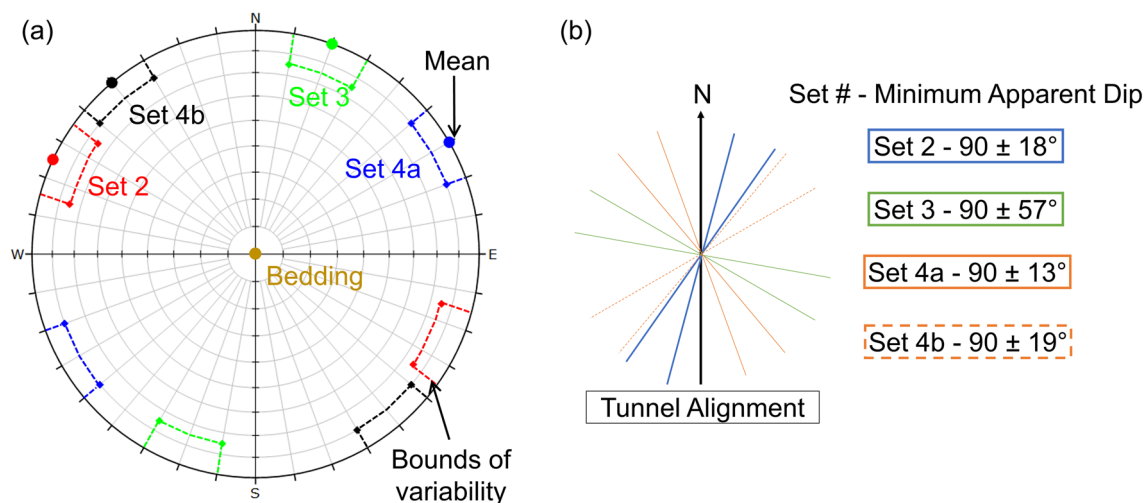 (a)
N
Mean
Set 4b
Set 3
Set 2
Set 4a
W
E
Bedding
Bounds of
variability
S
(b)
N
Set # - Minimum Apparent Dip
Set 2 - 90 ± 18°
Set 3 - 90 ± 57°
Set 4a - 90 ± 13°
Set 4b - 90 ± 19°
Tunnel Alignment